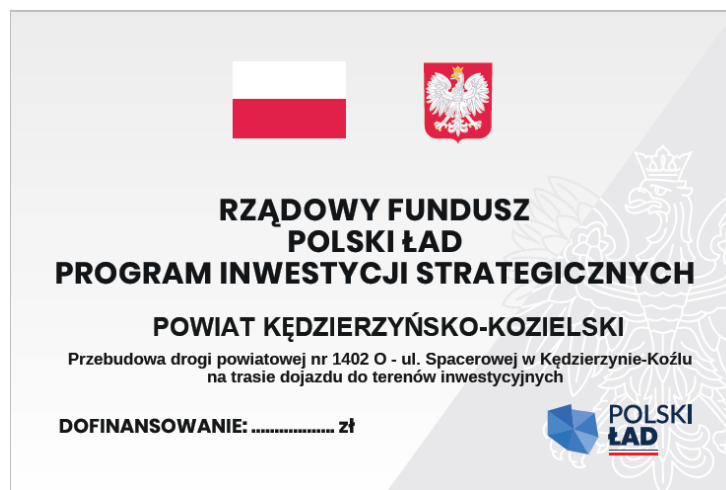 RZĄDOWY FUNDUSZ
POLSKI ŁAD
PROGRAM INWESTYCJI STRATEGICZNYCH
POWIAT KĘDZIERZYŃSKO-KOZIELSKI
Przebudowa drogi powiatowej nr 1402 O - ul. Spacerowej w Kędzierzynie-Koźlu
na trasie dojazdu do terenów inwestycyjnych
DOFINANSOWANIE: .................. zł
POLSKI
ŁAD